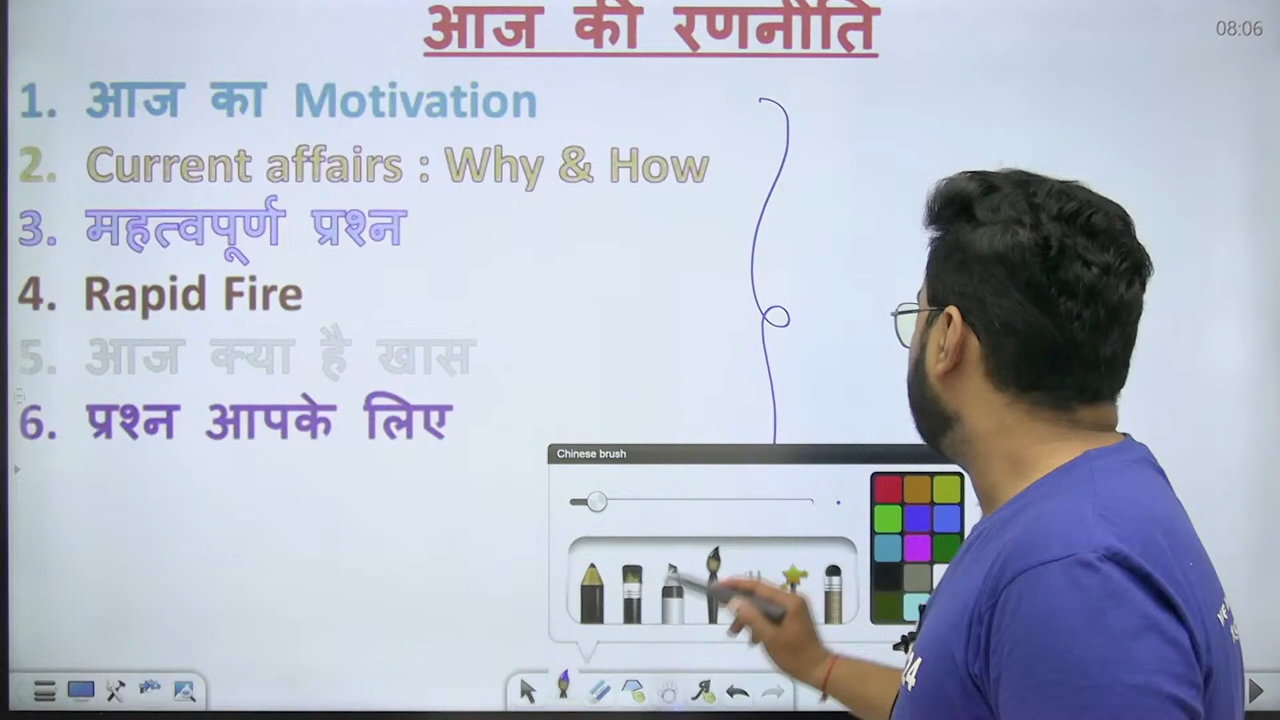 आज की रणनीति
08:06
1. आज का Motivation
2. Current affairs : Why & How
3. महत्वपूर्ण प्रश्न
4. Rapid Fire
5. आज क्या है खास
6. प्रश्न आपके लिए
Chinese brush